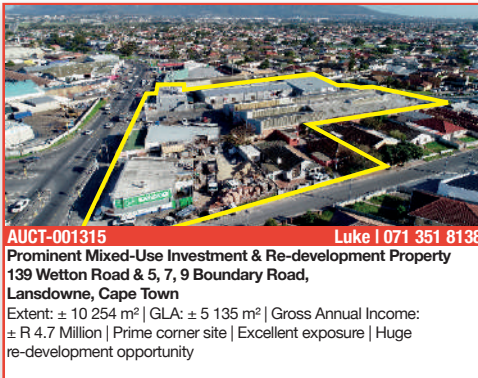 AUCT-001315 Luke | 071 351 8138
Prominent Mixed-Use Investment & Re-development Property
139 Wetton Road & 5, 7, 9 Boundary Road,
Lansdowne, Cape Town
Extent: ± 10 254 m² | GLA: ± 5 135 m² | Gross Annual Income:
± R 4.7 Million | Prime corner site | Excellent exposure | Huge
re-development opportunity